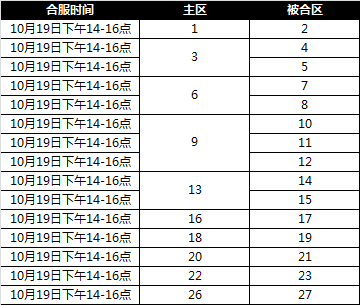 合服时间 主区 被合区
10月19日下午14-16点 1 2
10月19日下午14-16点 3 4
10月19日下午14-16点 5
10月19日下午14-16点 6 7
10月19日下午14-16点 8
10月19日下午14-16点 9 10
10月19日下午14-16点 11
10月19日下午14-16点 12
10月19日下午14-16点 13 14
10月19日下午14-16点 15
10月19日下午14-16点 16 17
10月19日下午14-16点 18 19
10月19日下午14-16点 20 21
10月19日下午14-16点 22 23
10月19日下午14-16点 26 27